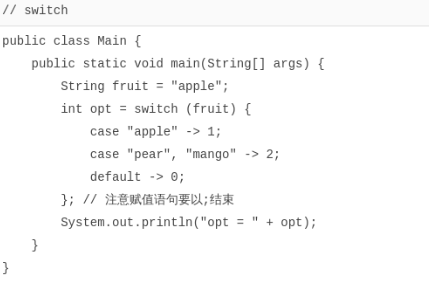 // switch
public class Main {
    public static void main(String[] args) {
        String fruit = "apple";
        int opt = switch (fruit) {
            case "apple" -> 1;
            case "pear", "mango" -> 2;
            default -> 0;
        }; // 注意赋值语句要以;结束
        System.out.println("opt = " + opt);
    }
}